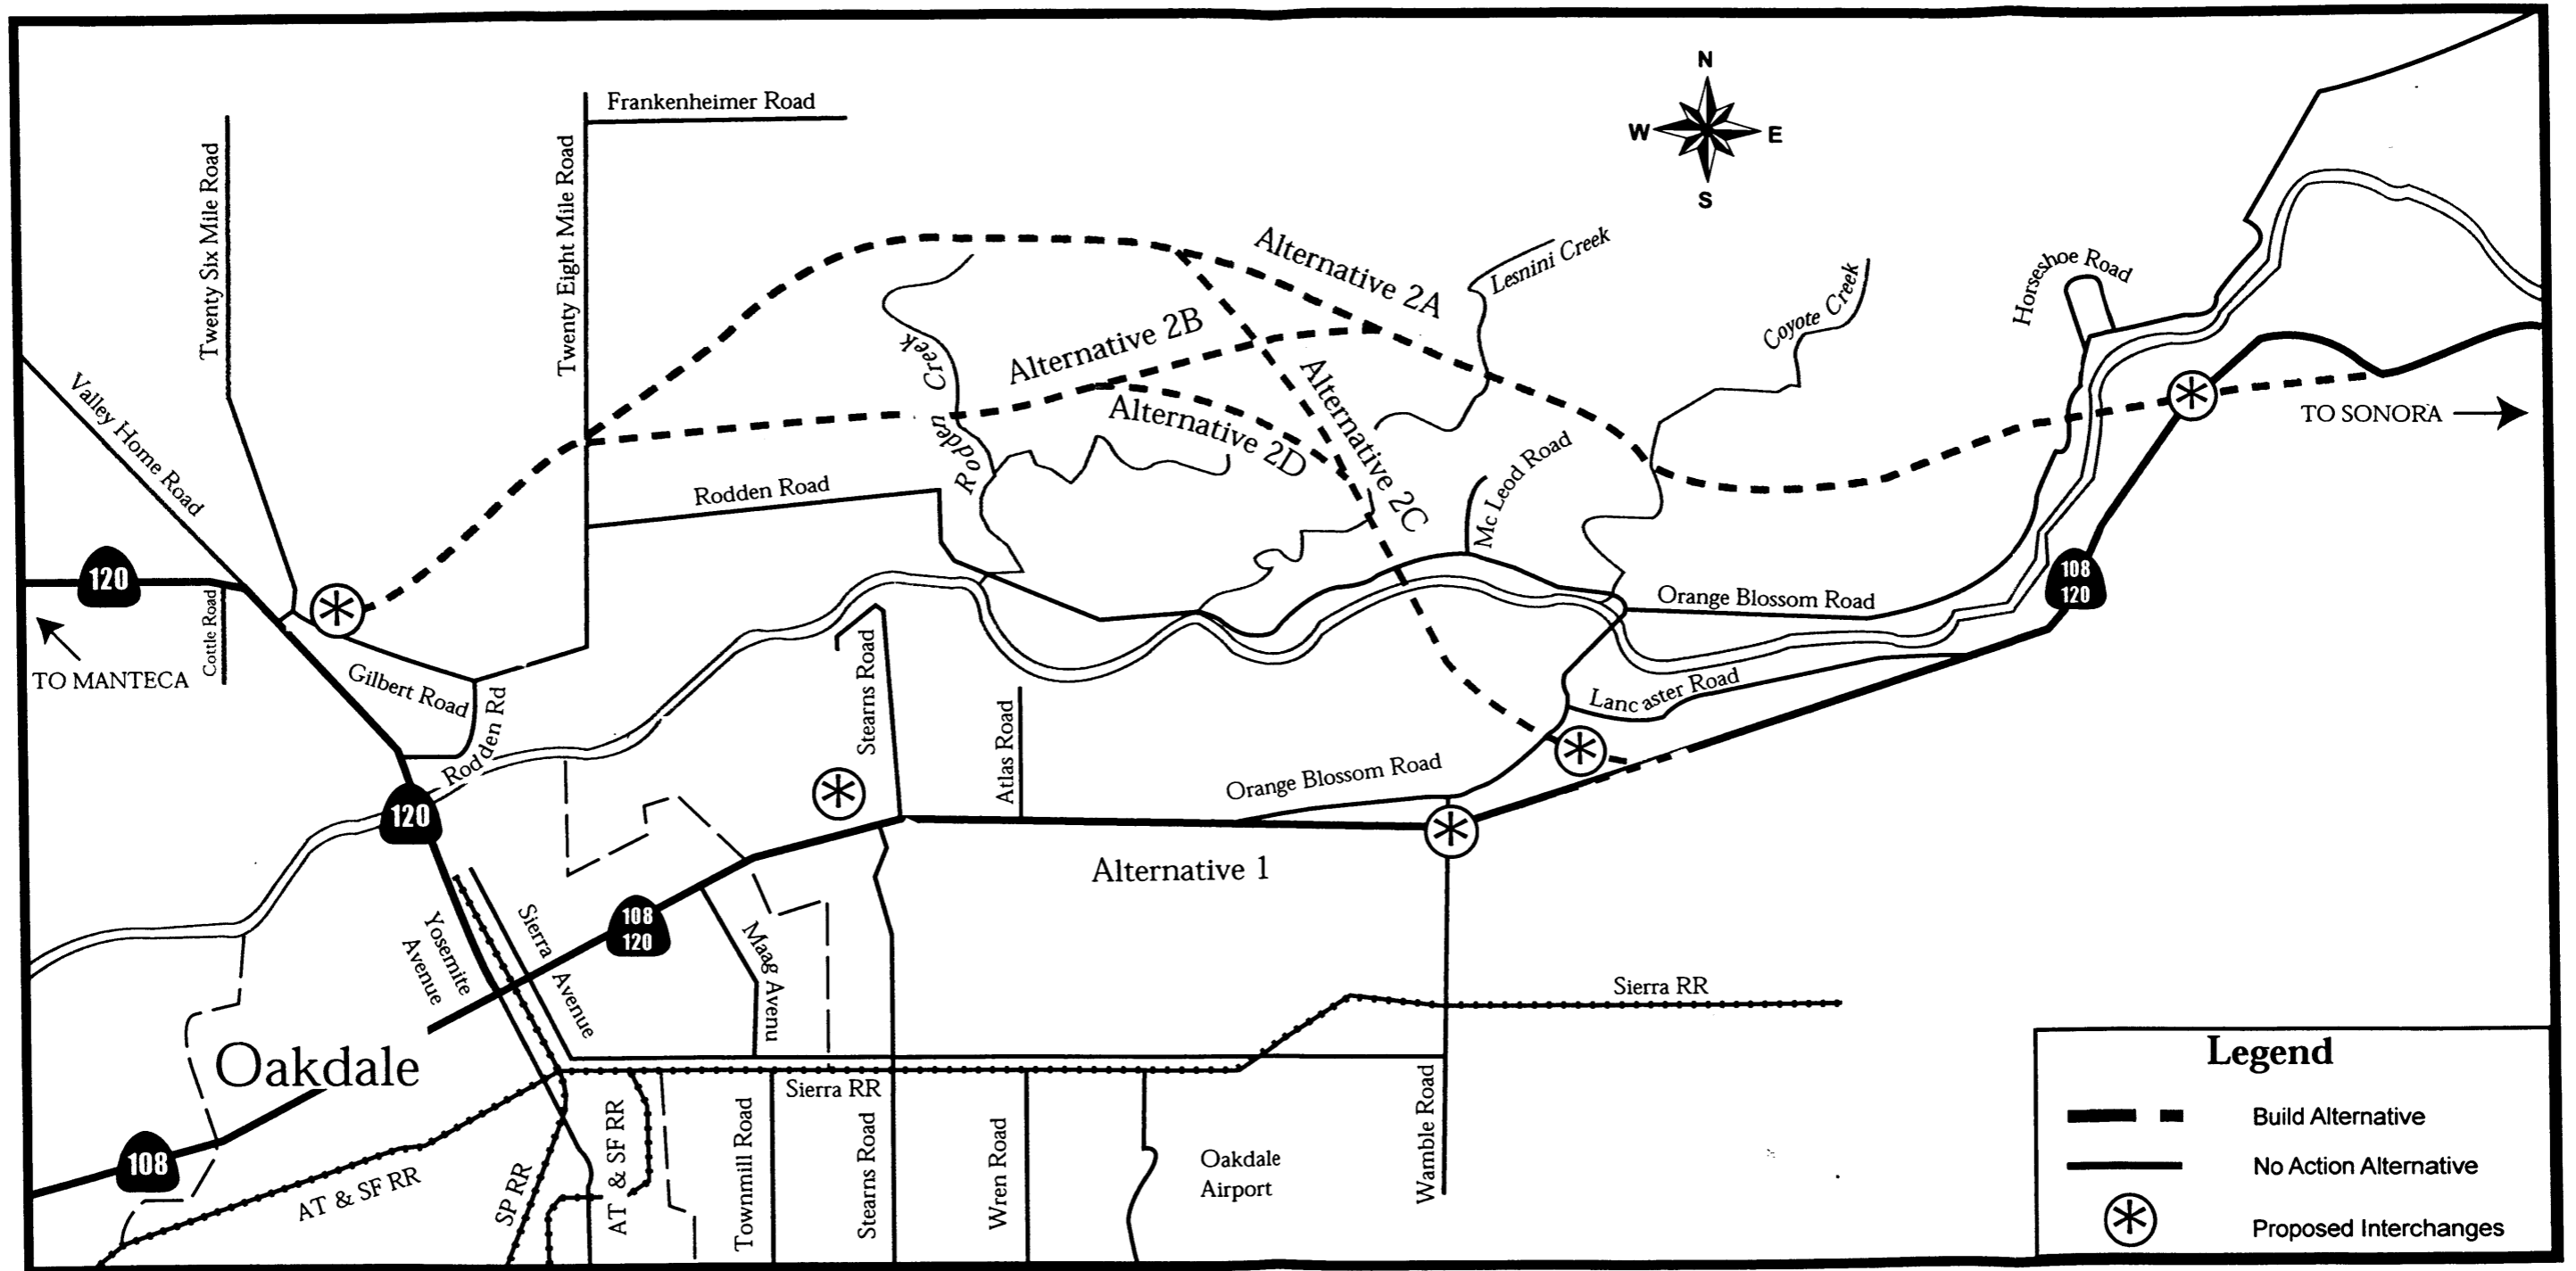 N
W
E
S
Frankenheimer Road
Twenty Six Mile Road
Twenty Eight Mile Road
Valley Home Road
Alternative 2A
Alternative 2B
Alternative 2C
Alternative 2D
Lesnini Creek
Coyote Creek
Horseshoe Road
Rodden Creek
Rodden Road
Mc Leod Road
TO SONORA
120
Cottle Road
TO MANTECA
Gilbert Road
Rodden Rd
Stearns Road
Atlas Road
Orange Blossom Road
Lancaster Road
108
120
Orange Blossom Road
120
Alternative 1
108
120
Yosemite
Avenue
Sierra Avenue
Maag Avenu
Sierra RR
Oakdale
108
AT & SF RR
SP RR
AT & SF RR
Townmill Road
Sierra RR
Stearns Road
Wren Road
Oakdale
Airport
Wamble Road
Legend
Build Alternative
No Action Alternative
Proposed Interchanges